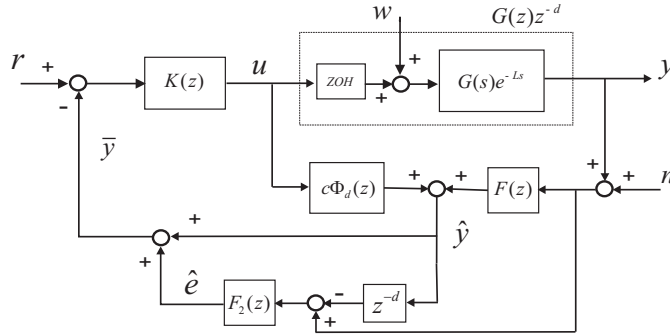 G(z)z^{-d}
w
r
+
-
K(z)
u
ZOH
+
+
G(s)e^{-Ls}
y
ȳ
cΦ_d(z)
+
+
F(z)
+
+
n
+
+
ŷ
ê
F_2(z)
-
+
z^{-d}